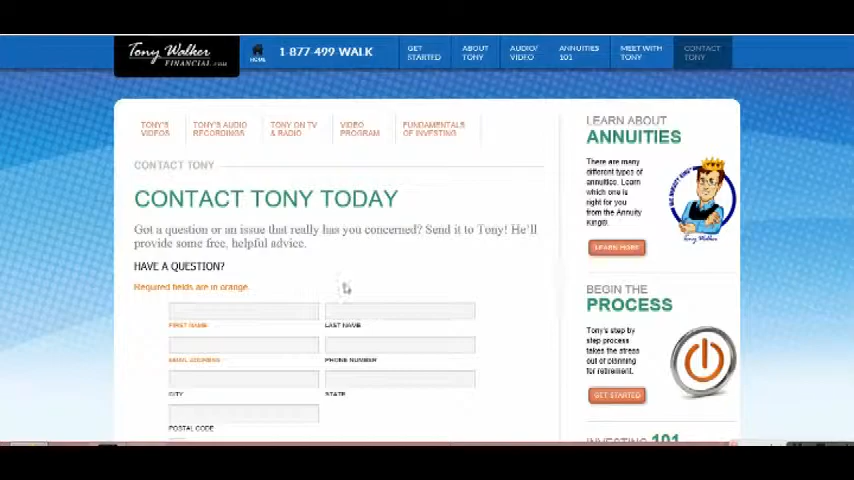 Tony Walker
FINANCIAL.com
HOME
1-877-499 WALK
GET
STARTED
ABOUT
TONY
AUDIO/
VIDEO
ANNUITIES
101
MEET WITH
TONY
CONTACT
TONY
TONY'S
VIDEOS
TONY'S AUDIO
RECORDINGS
TONY ON TV
& RADIO
VIDEO
PROGRAM
FUNDAMENTALS
OF INVESTING
CONTACT TONY
CONTACT TONY TODAY
Got a question or an issue that really has you concerned? Send it to Tony! He'll
provide some free, helpful advice.
HAVE A QUESTION?
Required fields are in orange.
FIRST NAME
LAST NAME
EMAIL ADDRESS
PHONE NUMBER
CITY
STATE
POSTAL CODE
LEARN ABOUT
ANNUITIES
There are many
different types of
annuities. Learn
which one is
right for you
from the Annuity
King®.
Tony Walker
LEARN MORE
BEGIN THE
PROCESS
Tony's step by
step process
takes the stress
out of planning
for retirement.
GET STARTED
INVESTING 101